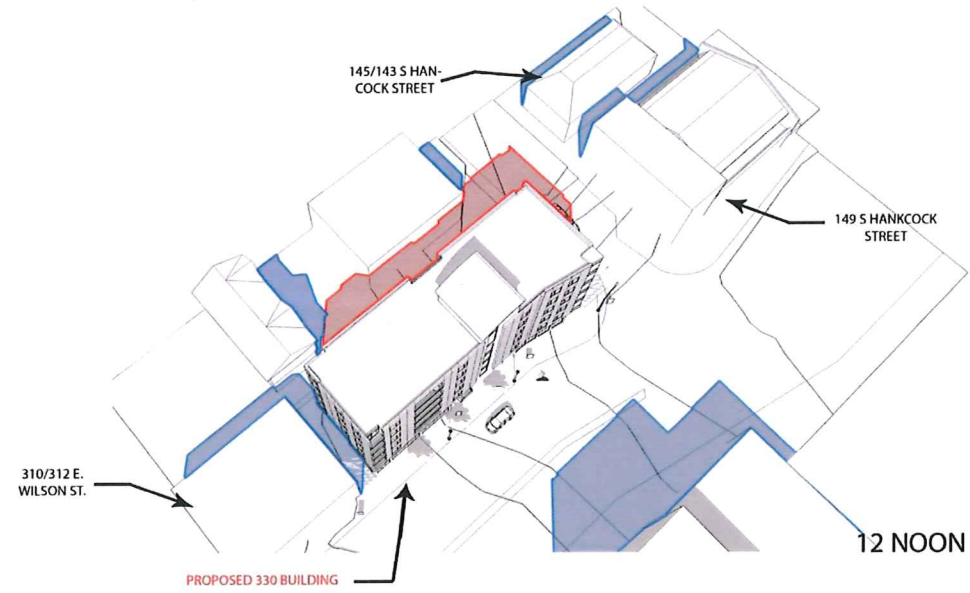 145/143 S HAN-
COCK STREET
149 S HANKCOCK
STREET
310/312 E.
WILSON ST.
12 NOON
PROPOSED 330 BUILDING